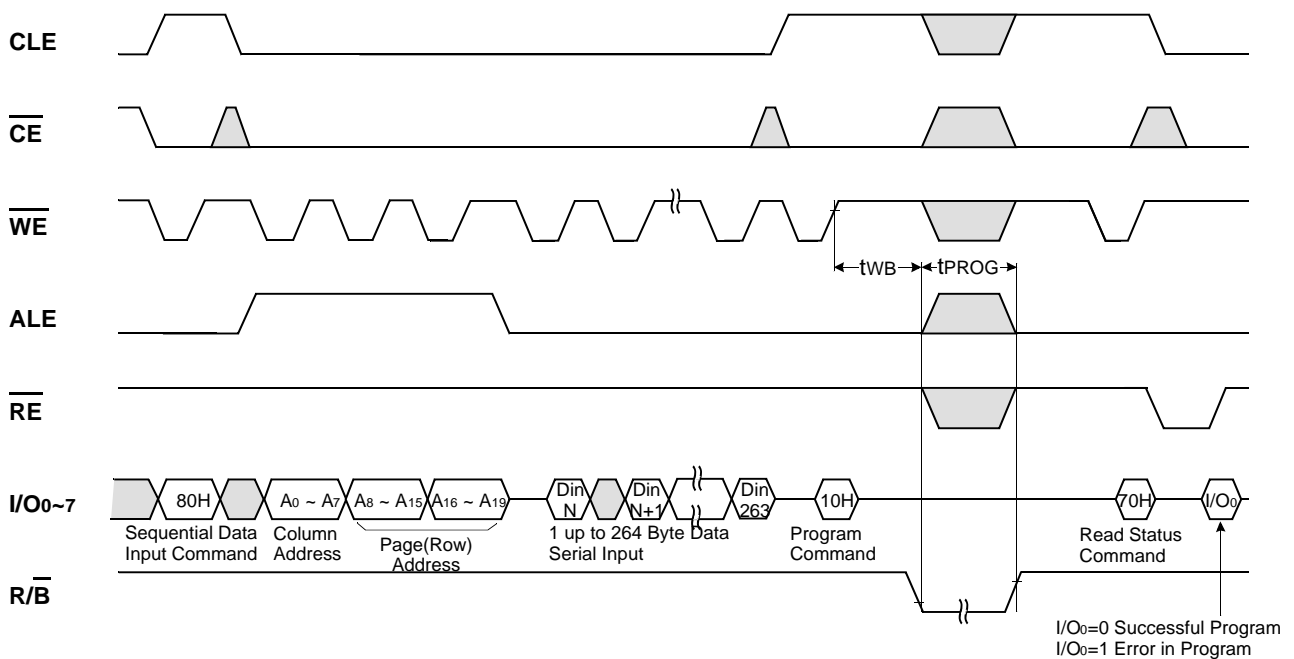 CLE
CE
WE
tWB
tPROG
ALE
RE
I/O0~7
80H
A0 ~ A7
A8 ~ A15
A16 ~ A19
Din
N
Din
N+1
Din
263
10H
70H
I/O0
Sequential Data
Input Command
Column
Address
Page(Row)
Address
1 up to 264 Byte Data
Serial Input
Program
Command
Read Status
Command
R/B
I/O0=0 Successful Program
I/O0=1 Error in Program